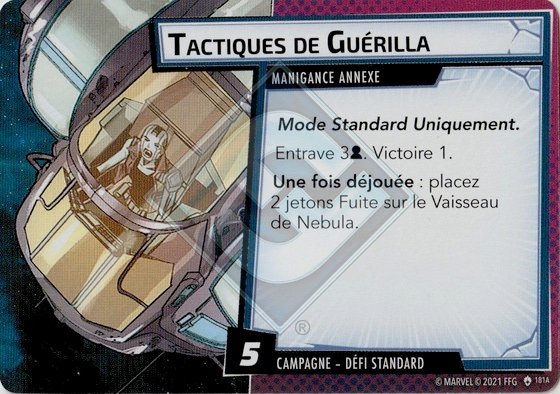 TACTIQUES DE GUÉRILLA
MANIGANCE ANNEXE
Mode Standard Uniquement.
Entrave 3. Victoire 1.
Une fois déjouée : placez
2 jetons Fuite sur le Vaisseau
de Nebula.
®
5 CAMPAGNE – DÉFI STANDARD
© MARVEL © 2021 FFG 181A